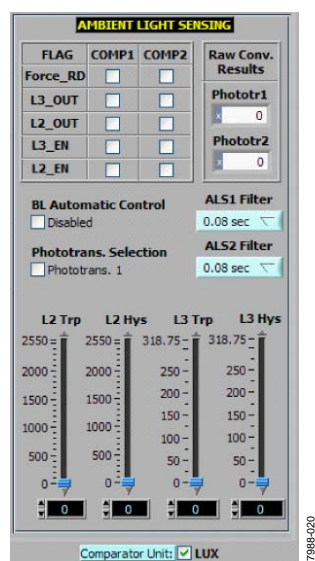 AMBIENT LIGHT SENSING
FLAG COMP1 COMP2
Force_RD
L3_OUT
L2_OUT
L3_EN
L2_EN
Raw Conv.
Results
Phototr1
x 0
Phototr2
x 0
BL Automatic Control
Disabled
Phototrans. Selection
Phototrans. 1
ALS1 Filter
0.08 sec
ALS2 Filter
0.08 sec
L2 Trp L2 Hys L3 Trp L3 Hys
2550 2550 318.75 318.75
2000 2000 250 250
1500 1500 200 200
150 150
1000 1000 100 100
500 500 50 50
0 0 0 0
0 0 0 0
Comparator Unit: LUX
7988-020